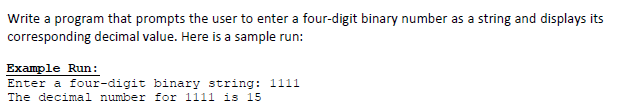 Write a program that prompts the user to enter a four-digit binary number as a string and displays its
corresponding decimal value. Here is a sample run:
Example Run:
Enter a four-digit binary string: 1111
The decimal number for 1111 is 15